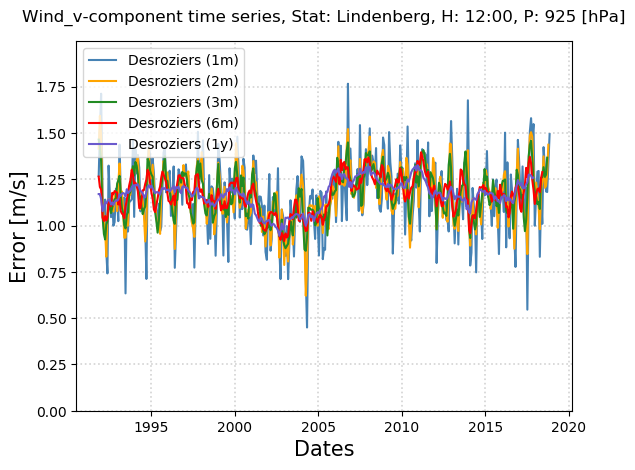 Wind_v-component time series, Stat: Lindenberg, H: 12:00, P: 925 [hPa]
Desroziers (1m)
Desroziers (2m)
Desroziers (3m)
Desroziers (6m)
Desroziers (1y)
Error [m/s]
1.75
1.50
1.25
1.00
0.75
0.50
0.25
0.00
1995 2000 2005 2010 2015 2020
Dates